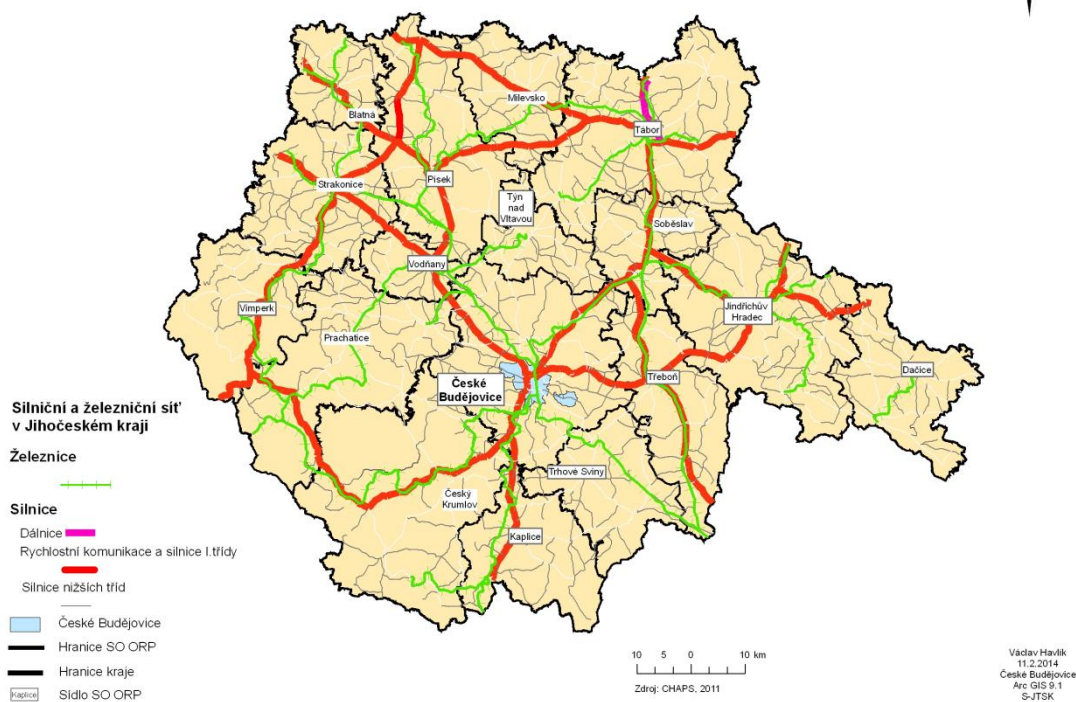 Milevsko
Blatná
Tábor
Písek
Strakonice
Týn
nad
Vltavou
Soběslav
Vodňany
Jindřichův
Hradec
Vimperk
Prachatice
Dačice
Třeboň
České
Budějovice
Trhové Sviny
Český
Krumlov
Kaplice
Silniční a železniční síť
v Jihočeském kraji
Železnice
Silnice
Dálnice
Rychlostní komunikace a silnice I.třídy
Silnice nižších tříd
České Budějovice
Hranice SO ORP
Hranice kraje
Kaplice
Sídlo SO ORP
10 5 0 10 km
Zdroj: CHAPS, 2011
Václav Havlík
11.2.2014
České Budějovice
Arc GIS 9.1
S-JTSK